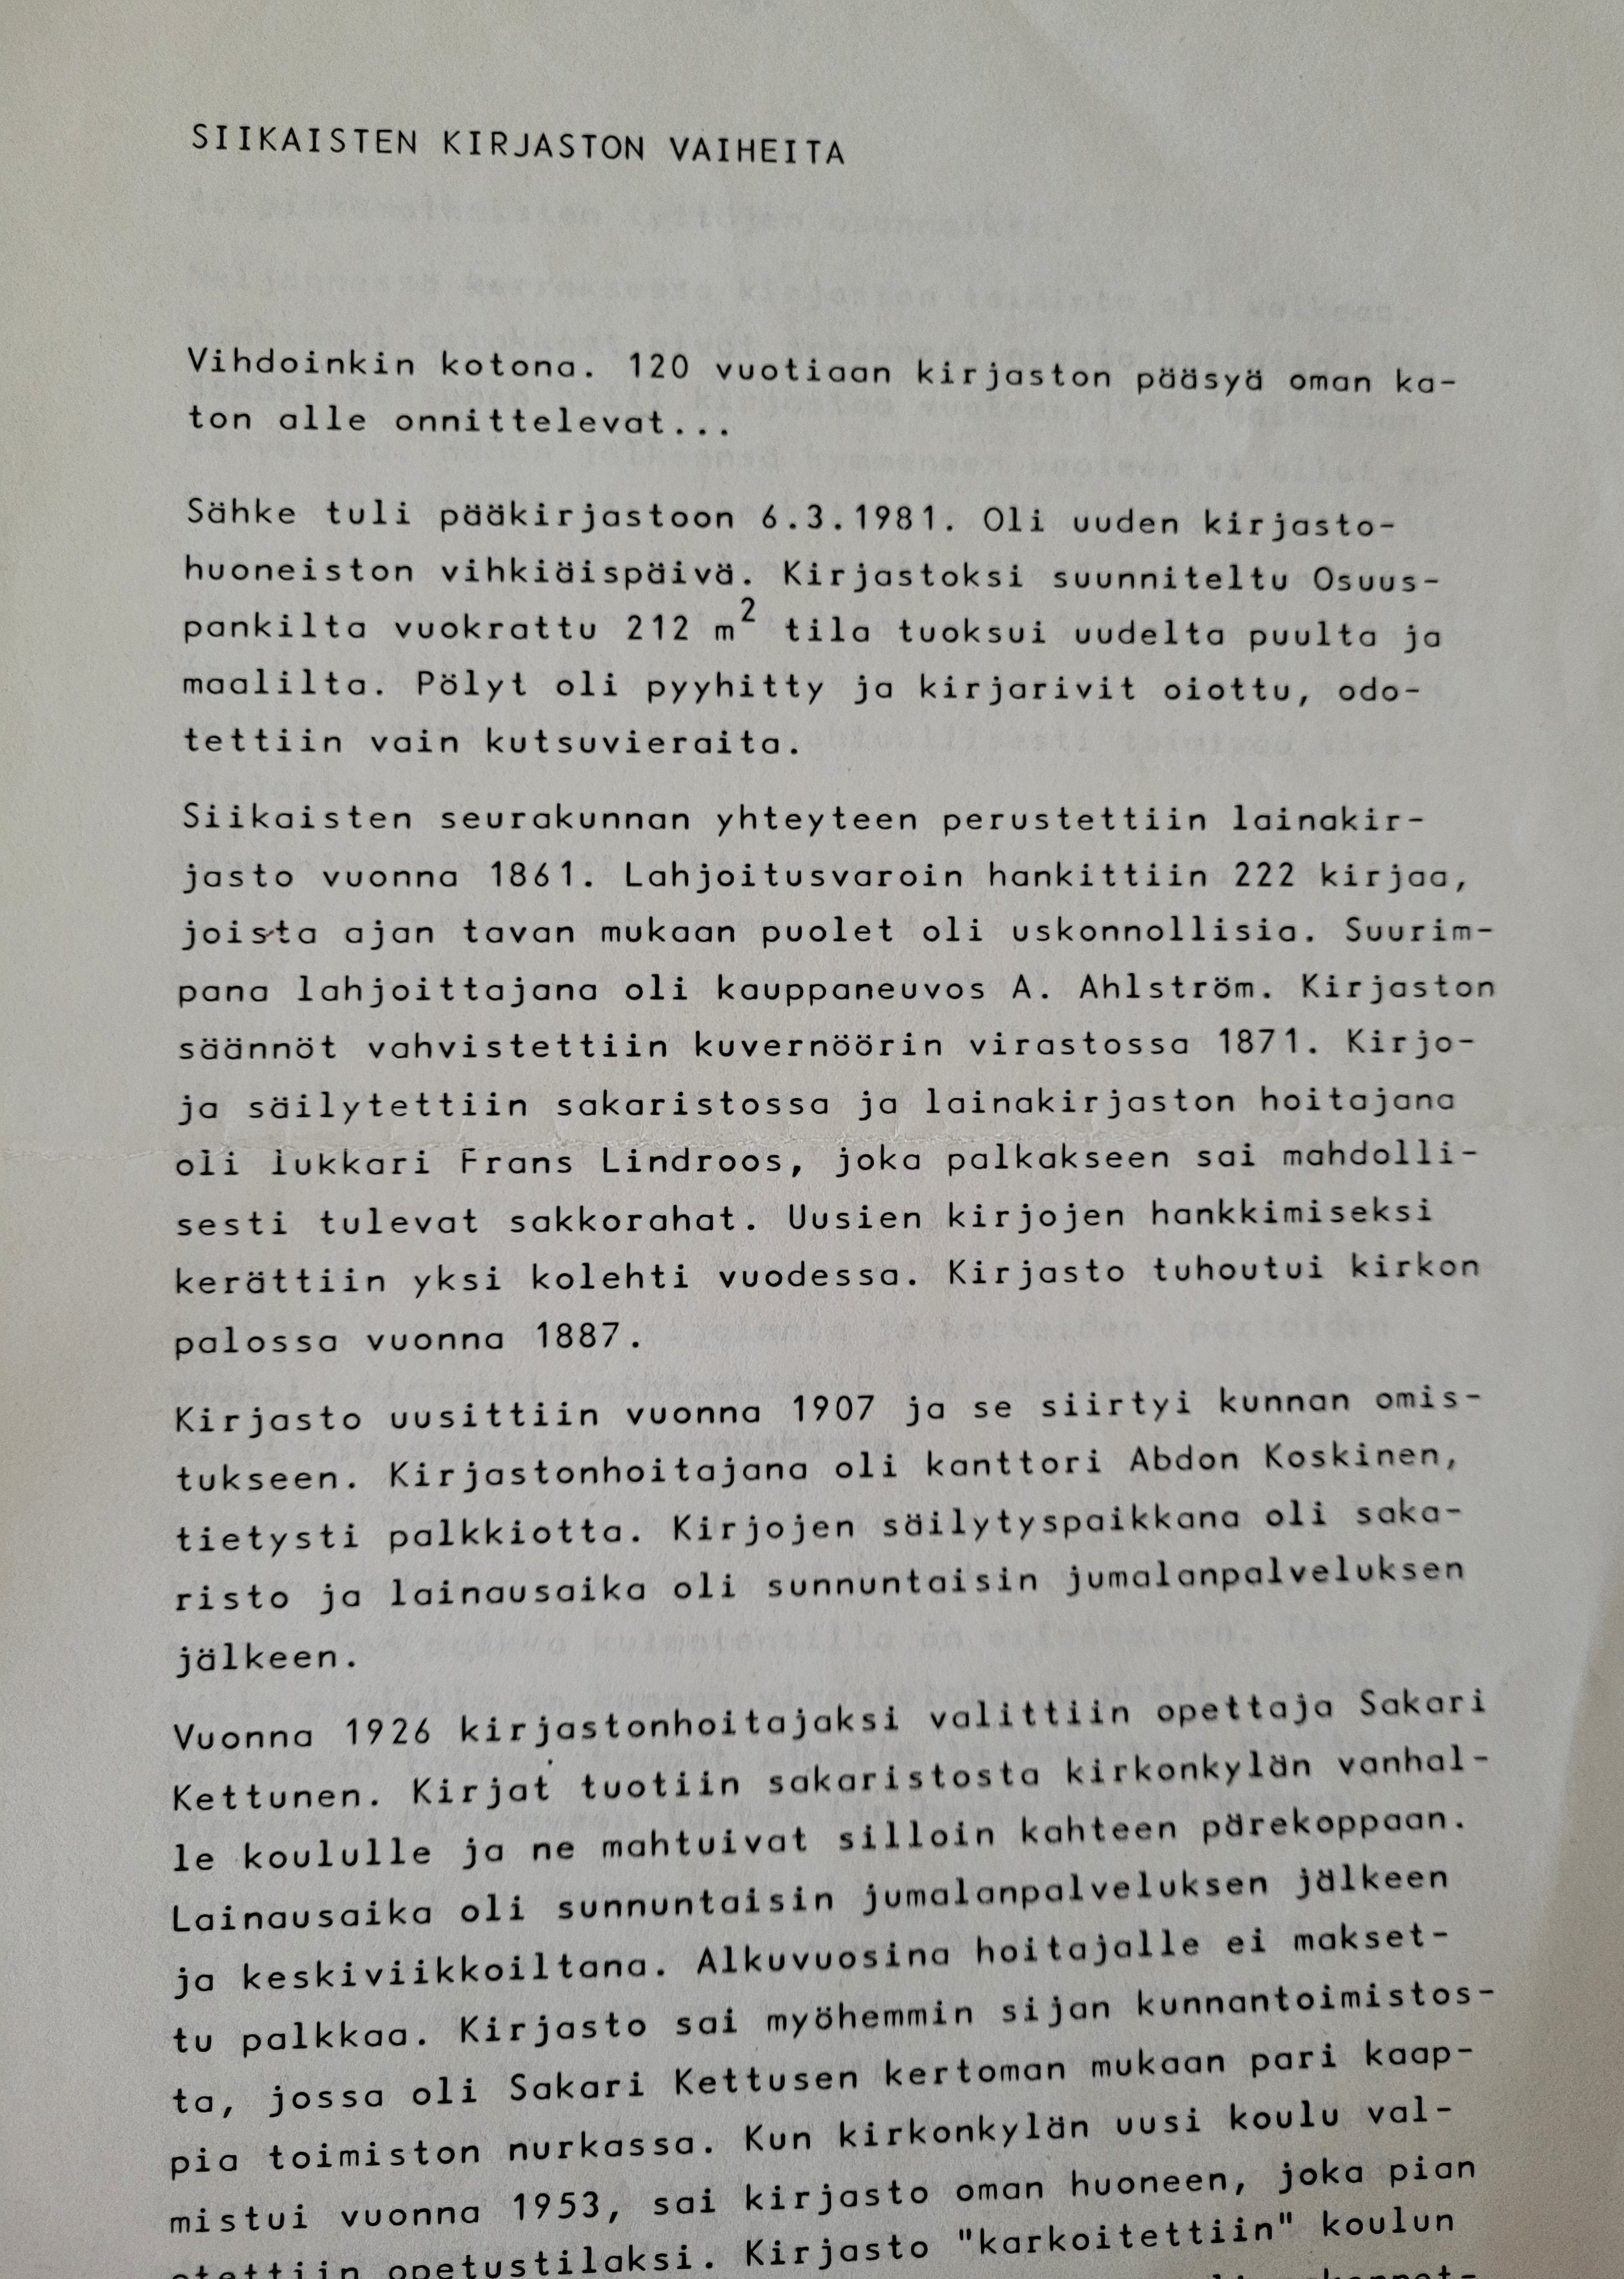 SIIKAISTEN KIRJASTON VAIHEITA
Vihdoinkin kotona. 120 vuotiaan kirjaston pääsyä oman ka-
ton alle onnittelevat...
Sähke tuli pääkirjastoon 6.3.1981. Oli uuden kirjasto-
huoneiston vihkiäispäivä. Kirjastoksi suunniteltu Osuus-
pankilta vuokrattu 212 m² tila tuoksui uudelta puulta ja
maalilta. Pölyt oli pyyhitty ja kirjarivit oiottu, odo-
tettiin vain kutsuvieraita.
Siikaisten seurakunnan yhteyteen perustettiin lainakir-
jasto vuonna 1861. Lahjoitusvaroin hankittiin 222 kirjaa,
joista ajan tavan mukaan puolet oli uskonnollisia. Suurim-
pana lahjoittajana oli kauppaneuvos A. Ahlström. Kirjaston
säännöt vahvistettiin kuvernöörin virastossa 1871. Kirjo-
ja säilytettiin sakaristossa ja lainakirjaston hoitajana
oli lukkari Frans Lindroos, joka palkakseen sai mahdolli-
sesti tulevat sakkorahat. Uusien kirjojen hankkimiseksi
kerättiin yksi kolehti vuodessa. Kirjasto tuhoutui kirkon
palossa vuonna 1887.
Kirjasto uusittiin vuonna 1907 ja se siirtyi kunnan omis-
tukseen. Kirjastonhoitajana oli kanttori Abdon Koskinen,
tietysti palkkiotta. Kirjojen säilytyspaikkana oli saka-
risto ja lainausaika oli sunnuntaisin jumalanpalveluksen
jälkeen.
Vuonna 1926 kirjastonhoitajaksi valittiin opettaja Sakari
Kettunen. Kirjat tuotiin sakaristosta kirkonkylän vanhal-
le koululle ja ne mahtuivat silloin kahteen pärekoppaan.
Lainausaika oli sunnuntaisin jumalanpalveluksen jälkeen
ja keskiviikkoiltana. Alkuvuosina hoitajalle ei makset-
tu palkkaa. Kirjasto sai myöhemmin sijan kunnantoimistos-
ta, jossa oli Sakari Kettusen kertoman mukaan pari kaap-
pia toimiston nurkassa. Kun kirkonkylän uusi koulu val-
mistui vuonna 1953, sai kirjasto oman huoneen, joka pian
otettiin opetustilaksi. Kirjasto "karkoitettiin" koulun